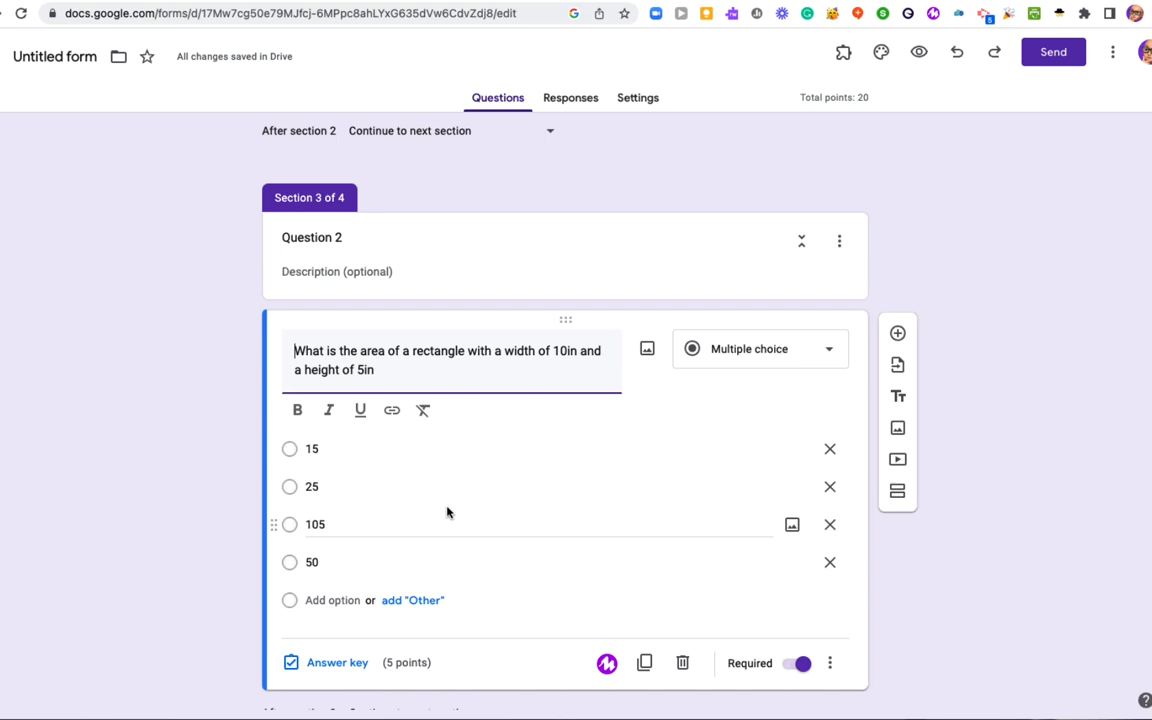 docs.google.com/forms/d/17Mw7cg50e79MJfcj-6MPpc8ahLYxG635dVw6CdvZdj8/edit
Untitled form
All changes saved in Drive
Send
Questions
Responses
Settings
Total points: 20
After section 2 Continue to next section
Section 3 of 4
Question 2
Description (optional)
What is the area of a rectangle with a width of 10in and
a height of 5in
Multiple choice
B I U
Tt
15
25
105
50
Add option or add "Other"
Answer key (5 points)
Required